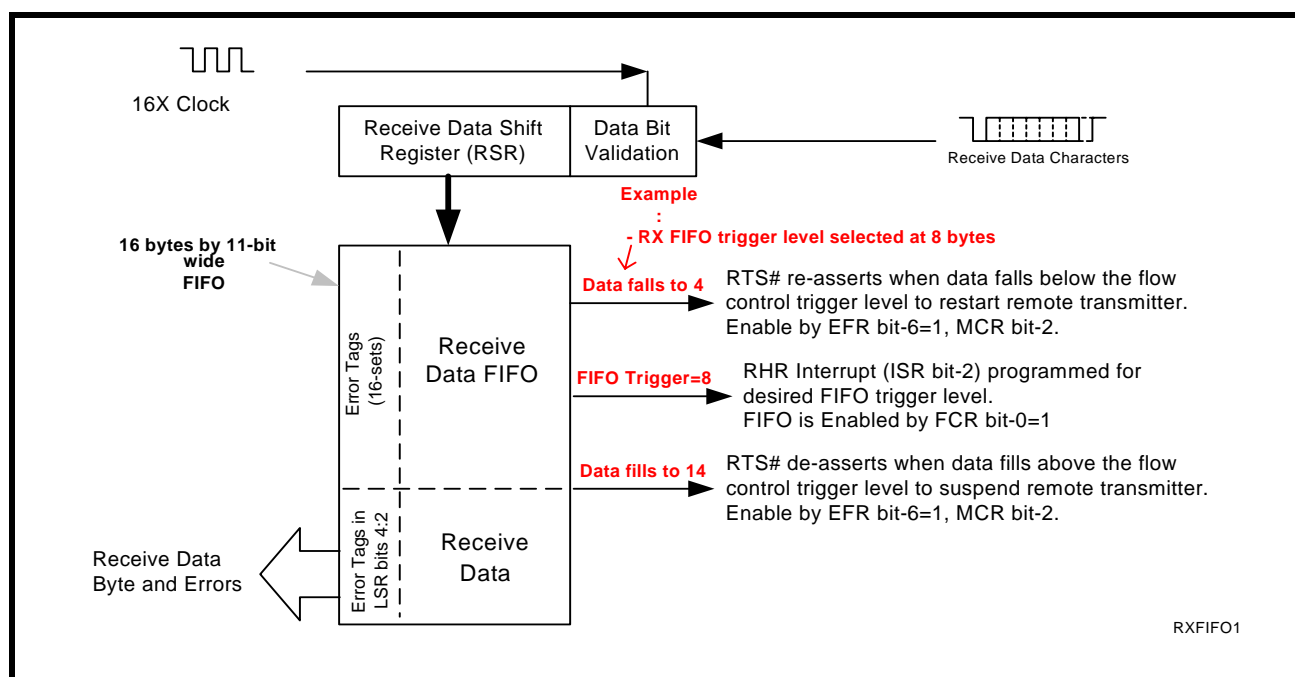 16X Clock
Receive Data Shift
Register (RSR)
Data Bit
Validation
Receive Data Characters
Example
:
- RX FIFO trigger level selected at 8 bytes
16 bytes by 11-bit
wide
FIFO
Error Tags
(16-sets)
Receive
Data FIFO
Data falls to 4
RTS# re-asserts when data falls below the flow
control trigger level to restart remote transmitter.
Enable by EFR bit-6=1, MCR bit-2.
FIFO Trigger=8
RHR Interrupt (ISR bit-2) programmed for
desired FIFO trigger level.
FIFO is Enabled by FCR bit-0=1
Data fills to 14
RTS# de-asserts when data fills above the flow
control trigger level to suspend remote transmitter.
Enable by EFR bit-6=1, MCR bit-2.
Receive Data
Byte and Errors
Error Tags in
LSR bits 4:2
Receive
Data
RXFIFO1